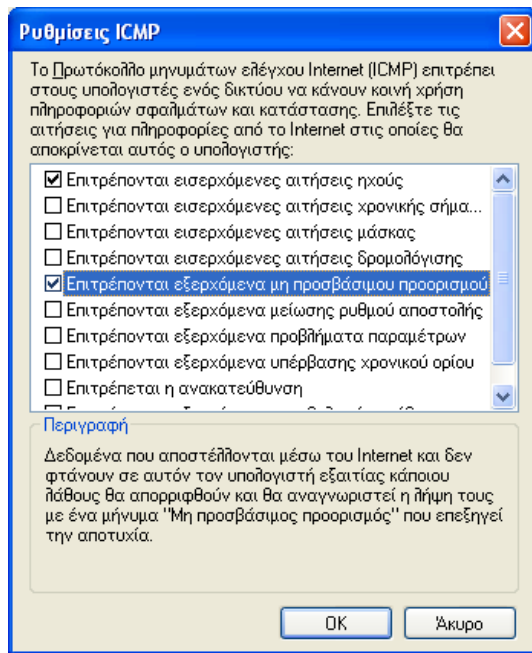 Ρυθμίσεις ICMP
Το Πρωτόκολλο μηνυμάτων ελέγχου Internet (ICMP) επιτρέπει
στους υπολογιστές ενός δικτύου να κάνουν κοινή χρήση
πληροφοριών σφαλμάτων και κατάστασης. Επιλέξτε τις
αιτήσεις για πληροφορίες από το Internet στις οποίες θα
αποκρίνεται αυτός ο υπολογιστής:
Επιτρέπονται εισερχόμενες αιτήσεις ηχούς
Επιτρέπονται εισερχόμενες αιτήσεις χρονικής σήμα...
Επιτρέπονται εισερχόμενες αιτήσεις μάσκας
Επιτρέπονται εισερχόμενες αιτήσεις δρομολόγισης
Επιτρέπονται εξερχόμενα μη προσβάσιμου προορισμού
Επιτρέπονται εξερχόμενα μείωσης ρυθμού αποστολής
Επιτρέπονται εξερχόμενα προβλήματα παραμέτρων
Επιτρέπονται εξερχόμενα υπέρβασης χρονικού ορίου
Επιτρέπεται η ανακατεύθυνση
Περιγραφή
Δεδομένα που αποστέλλονται μέσω του Internet και δεν
φτάνουν σε αυτόν τον υπολογιστή εξαιτίας κάποιου
λάθους θα απορριφθούν και θα αναγνωριστεί η λήψη τους
με ένα μήνυμα "Μη προσβάσιμος προορισμός" που επεξηγεί
την αποτυχία.
OK
Άκυρο